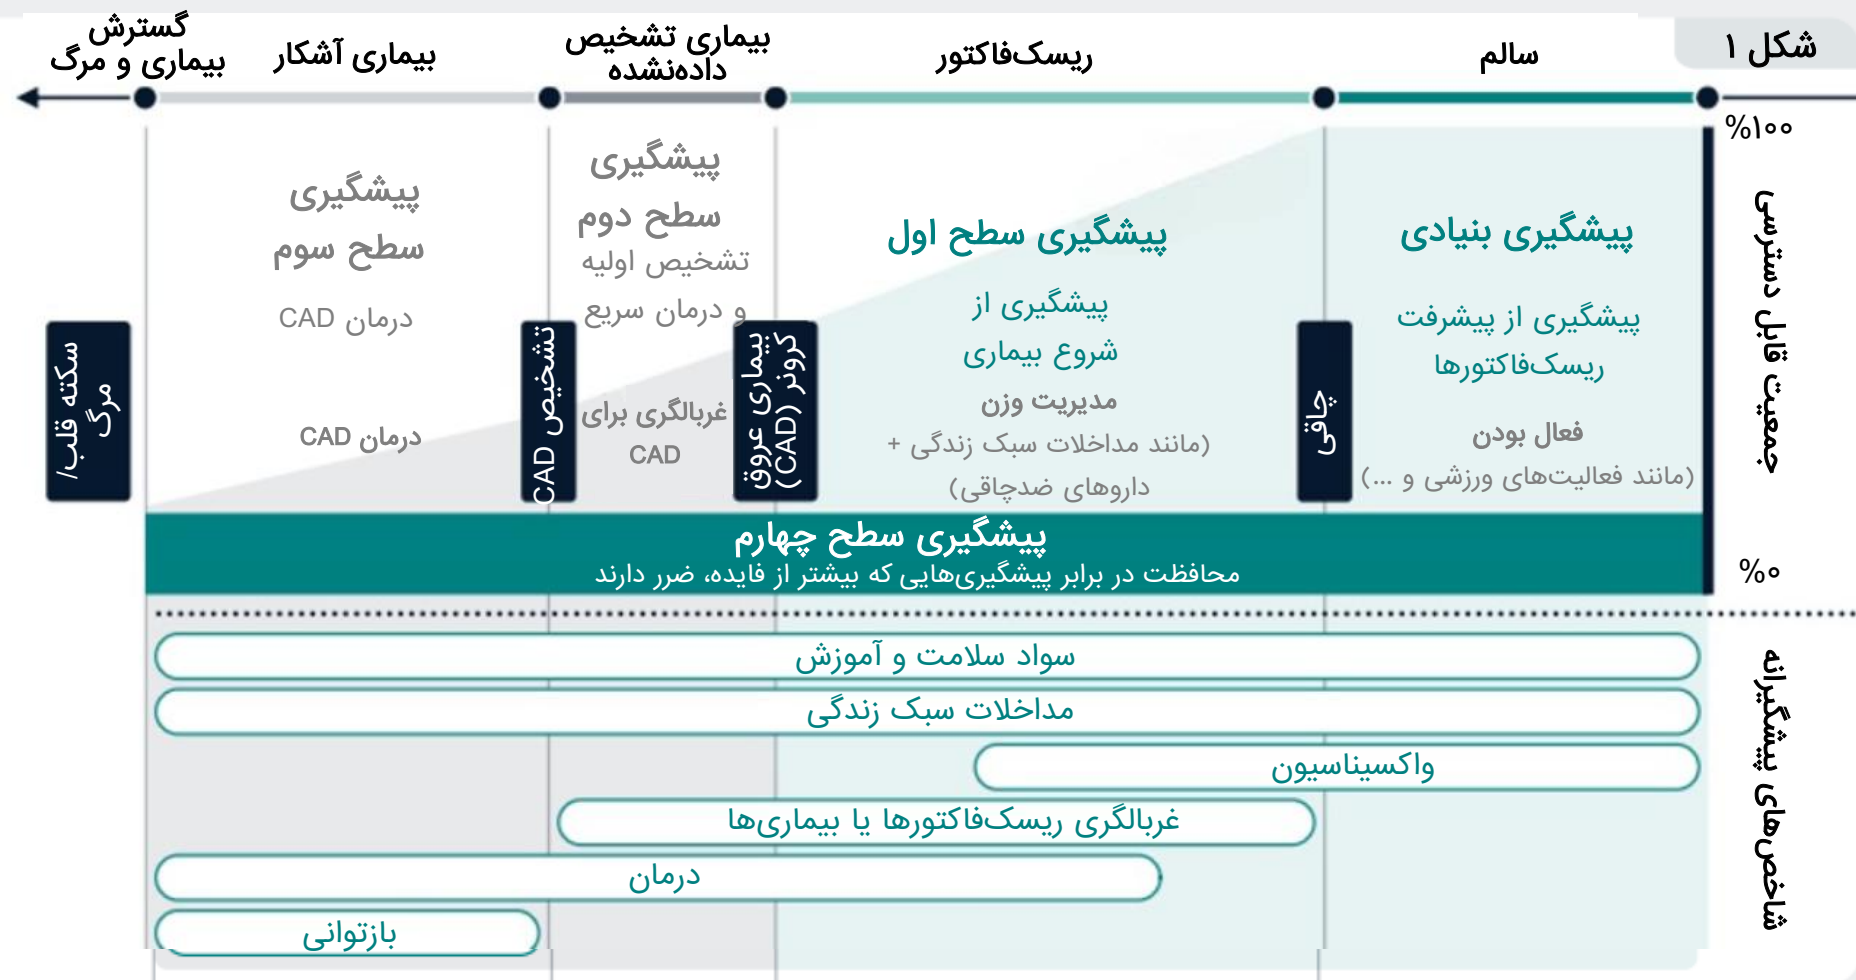 شکل ۱
سالم
ریسک‌فاکتور
بیماری تشخیص
داده‌نشده
بیماری آشکار
گسترش
بیماری و مرگ
%۱۰۰
جمعیت قابل دسترسی
%۰
پیشگیری بنیادی
پیشگیری از پیشرفت
ریسک‌فاکتورها
فعال بودن
(مانند فعالیت‌های ورزشی و ...)
چاقی
پیشگیری سطح اول
پیشگیری از
شروع بیماری
مدیریت وزن
(مانند مداخلات سبک زندگی +
داروهای ضدچاقی)
بیماری عروق
کرونر (CAD)
پیشگیری
سطح دوم
تشخیص اولیه
و درمان سریع
غربالگری برای
CAD
تشخیص CAD
پیشگیری
سطح سوم
درمان CAD
درمان CAD
سکته قلب/
مرگ
پیشگیری سطح چهارم
محافظت در برابر پیشگیری‌هایی که بیشتر از فایده، ضرر دارند
شاخص‌های پیشگیرانه
سواد سلامت و آموزش
مداخلات سبک زندگی
واکسیناسیون
غربالگری ریسک‌فاکتورها یا بیماری‌ها
درمان
بازتوانی